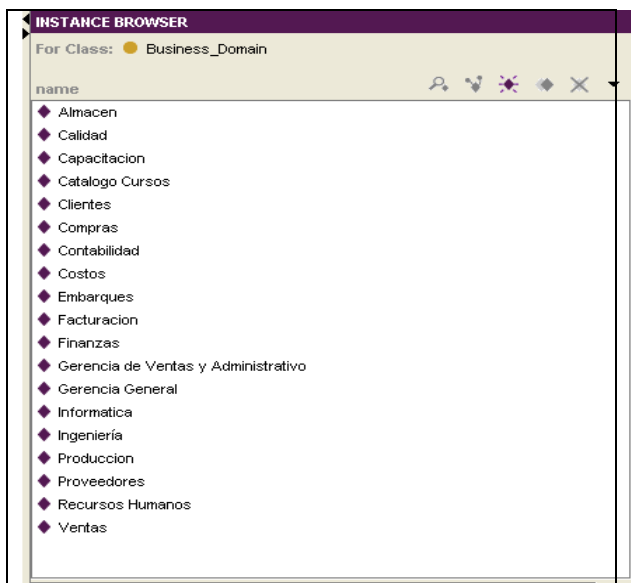 INSTANCE BROWSER
For Class: Business_Domain
name
Almacen
Calidad
Capacitacion
Catalogo Cursos
Clientes
Compras
Contabilidad
Costos
Embarques
Facturacion
Finanzas
Gerencia de Ventas y Administrativo
Gerencia General
Informatica
Ingeniería
Produccion
Proveedores
Recursos Humanos
Ventas